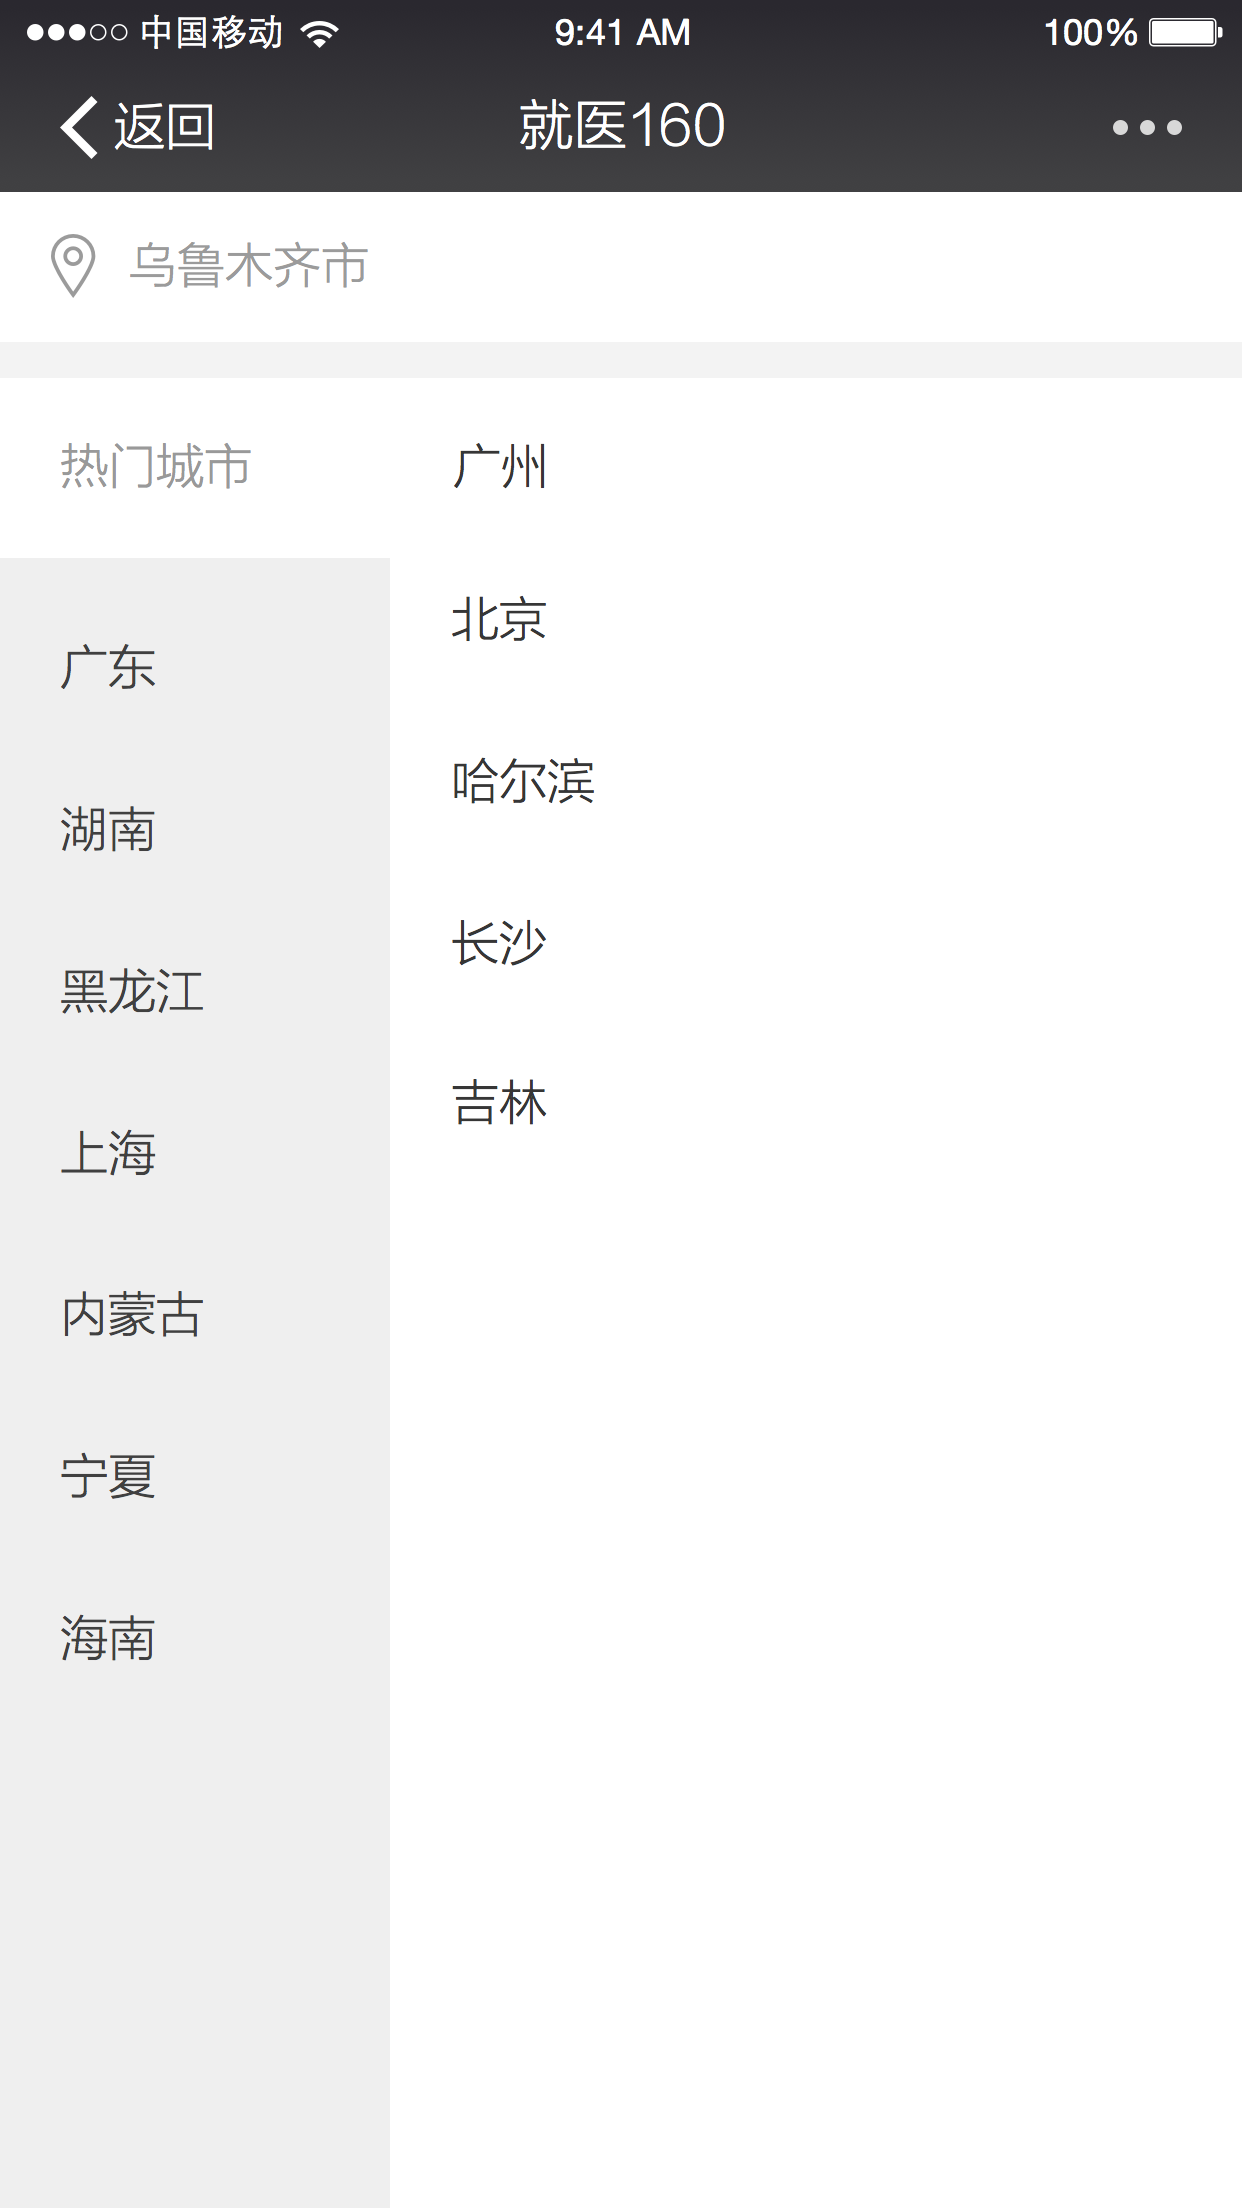 中国移动 9:41 AM 100%
返回 就医160
乌鲁木齐市
热门城市 广州
北京
广东
哈尔滨
湖南
长沙
黑龙江
吉林
上海
内蒙古
宁夏
海南